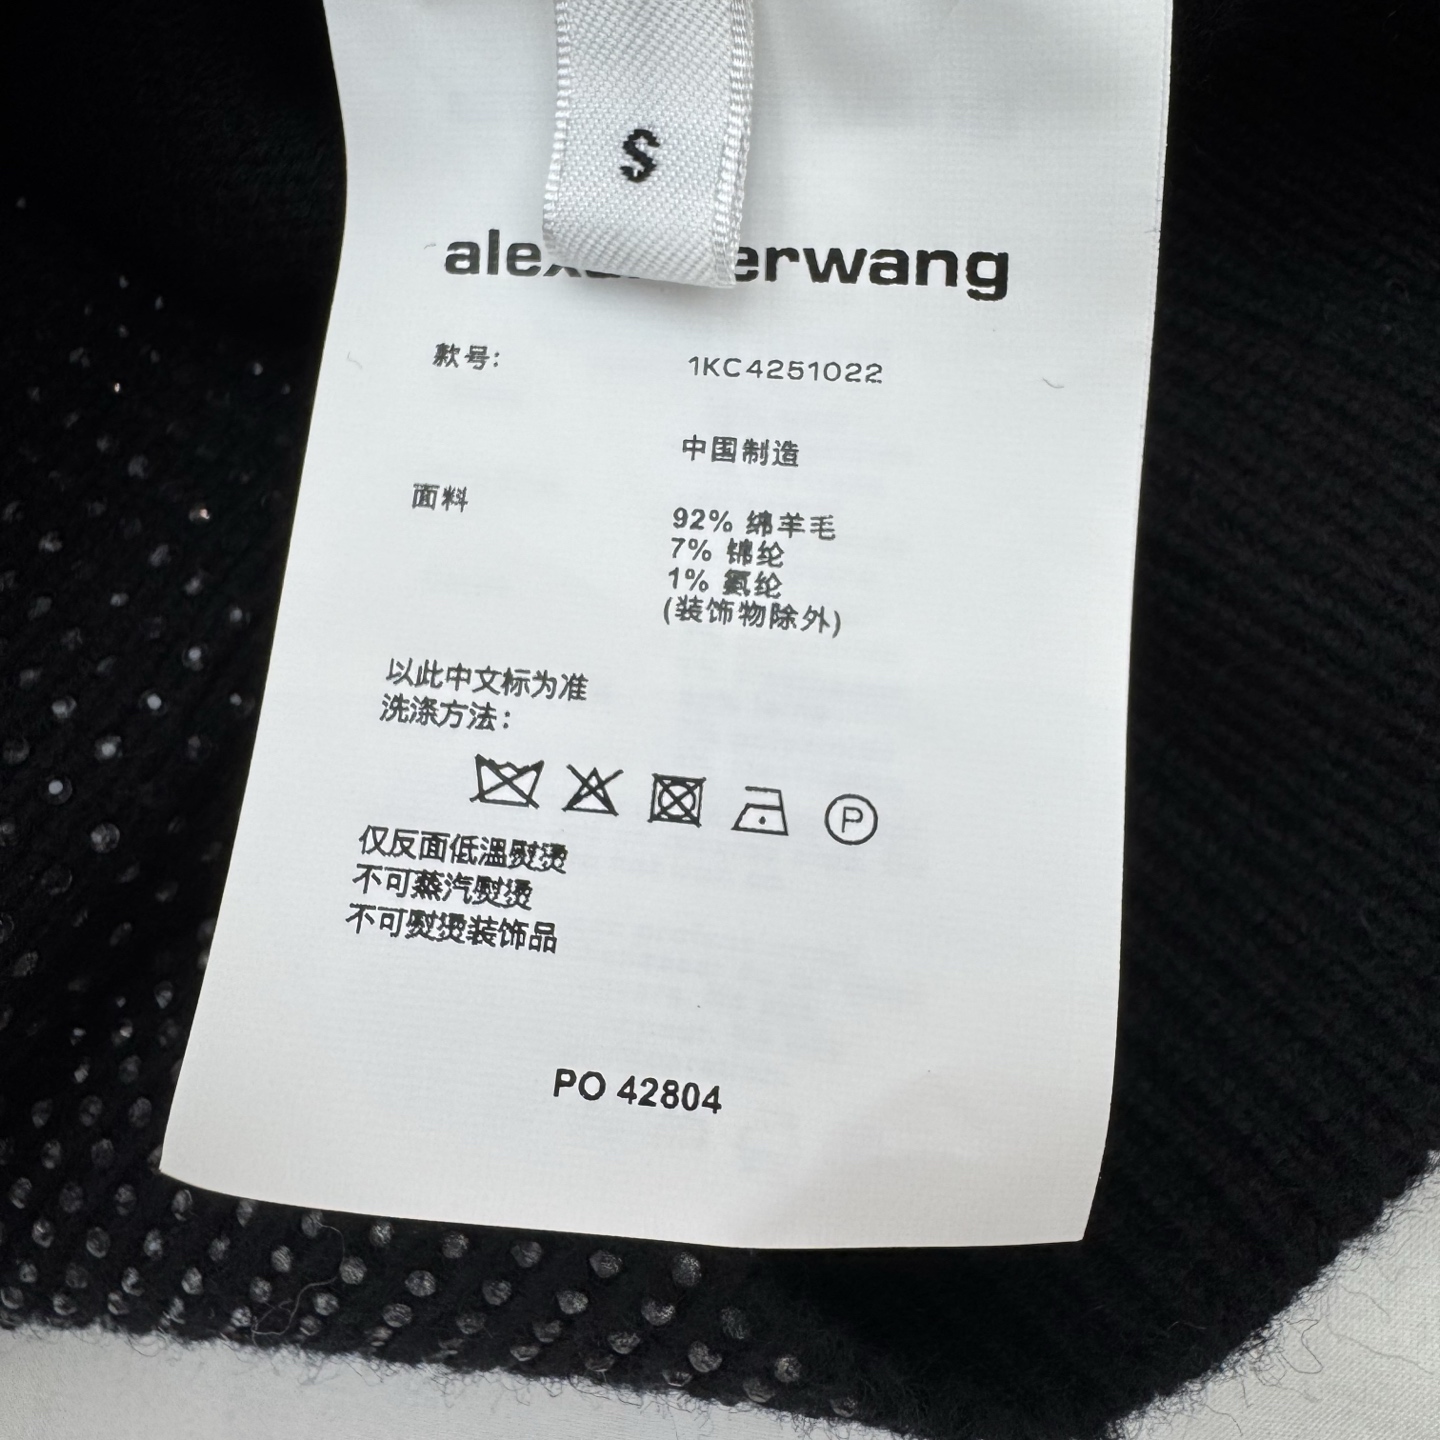 S
alexanderwang
款号: 1KC4251022
中国制造
面料 92% 绵羊毛
7% 锦纶
1% 氨纶
(装饰物除外)
以此中文标为准
洗涤方法:
P
仅反面低温熨烫
不可蒸汽熨烫
不可熨烫装饰品
PO 42804